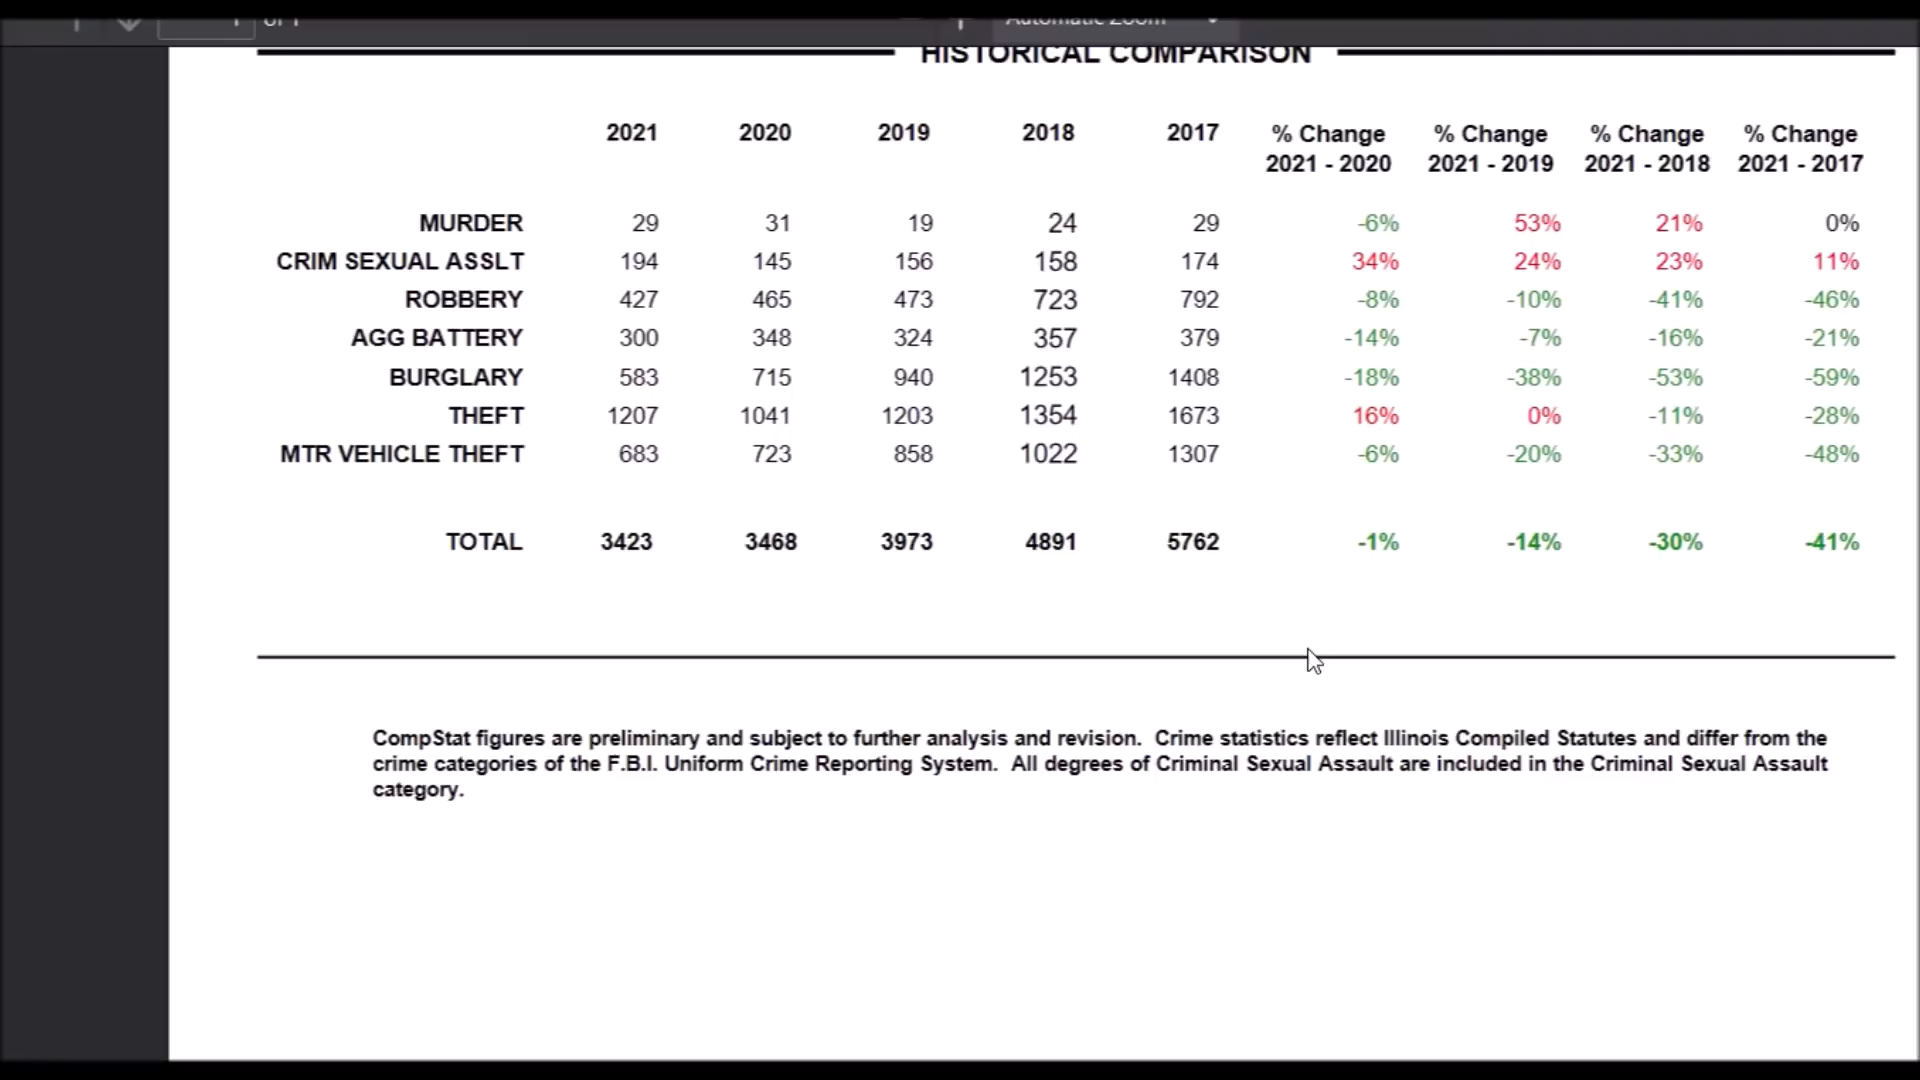 HISTORICAL COMPARISON
2021 2020 2019 2018 2017 % Change % Change % Change % Change
2021 - 2020 2021 - 2019 2021 - 2018 2021 - 2017
MURDER 29 31 19 24 29 -6% 53% 21% 0%
CRIM SEXUAL ASSLT 194 145 156 158 174 34% 24% 23% 11%
ROBBERY 427 465 473 723 792 -8% -10% -41% -46%
AGG BATTERY 300 348 324 357 379 -14% -7% -16% -21%
BURGLARY 583 715 940 1253 1408 -18% -38% -53% -59%
THEFT 1207 1041 1203 1354 1673 16% 0% -11% -28%
MTR VEHICLE THEFT 683 723 858 1022 1307 -6% -20% -33% -48%
TOTAL 3423 3468 3973 4891 5762 -1% -14% -30% -41%
CompStat figures are preliminary and subject to further analysis and revision. Crime statistics reflect Illinois Compiled Statutes and differ from the
crime categories of the F.B.I. Uniform Crime Reporting System. All degrees of Criminal Sexual Assault are included in the Criminal Sexual Assault
category.